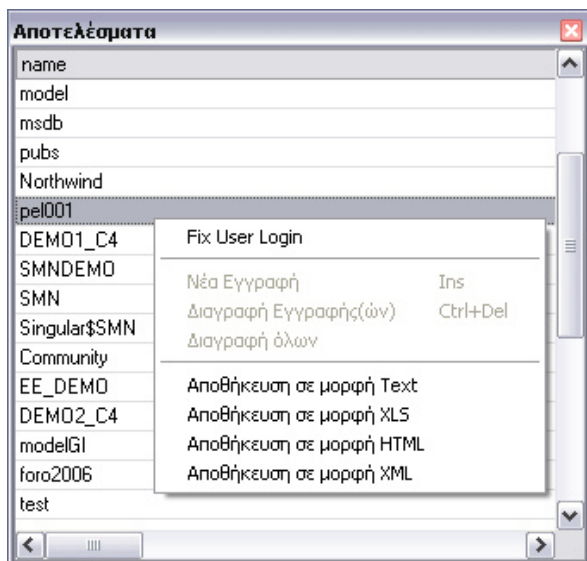 Αποτελέσματα
name
model
msdb
pubs
Northwind
pel001
DEMO1_C4
SMNDEMO
SMN
Singular$SMN
Community
EE_DEMO
DEMO2_C4
modelGI
foro2006
test
Fix User Login
Νέα Εγγραφή Ins
Διαγραφή Εγγραφής(ών) Ctrl+Del
Διαγραφή όλων
Αποθήκευση σε μορφή Text
Αποθήκευση σε μορφή XLS
Αποθήκευση σε μορφή HTML
Αποθήκευση σε μορφή XML